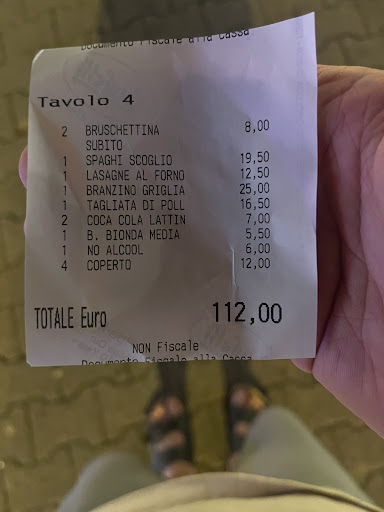 Documento Fiscale alla Cassa
Tavolo 4
2 BRUSCHETTINA 8,00
SUBITO
1 SPAGHI SCOGLIO 19,50
1 LASAGNE AL FORNO 12,50
1 BRANZINO GRIGLIA 25,00
1 TAGLIATA DI POLL 16,50
2 COCA COLA LATTIN 7,00
1 B. BIONDA MEDIA 5,50
1 NO ALCOOL 6,00
4 COPERTO 12,00
TOTALE Euro 112,00
NON Fiscale
Documento Fiscale alla Cassa